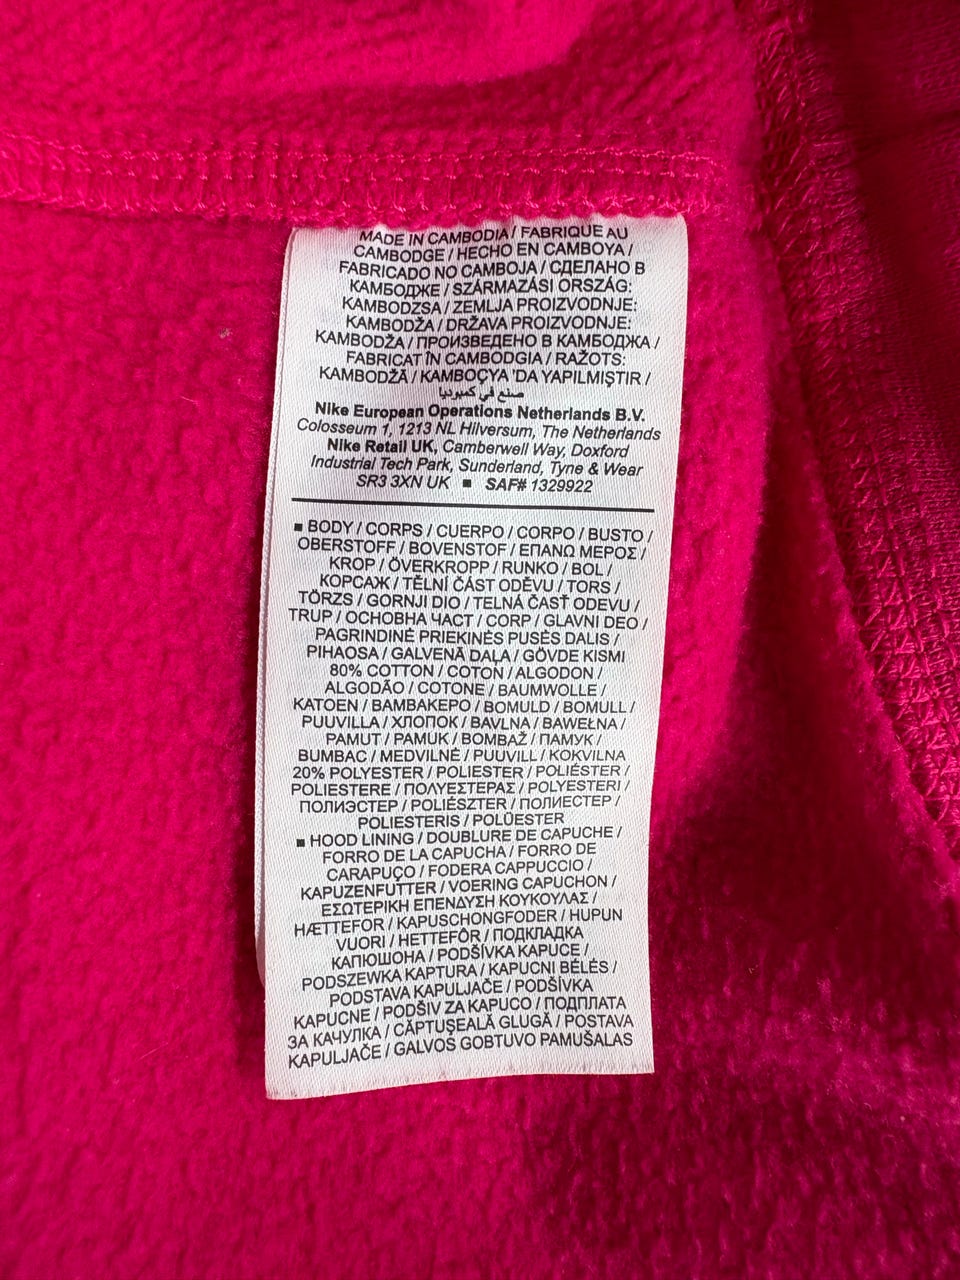 MADE IN CAMBODIA / FABRIQUE AU
CAMBODGE / HECHO EN CAMBOYA /
FABRICADO NO CAMBOJA / СДЕЛАНО В
КАМБОДЖЕ / SZÁRMAZÁSI ORSZÁG:
KAMBODZSA / ZEMLJA PROIZVODNJE:
KAMBODŽA / DRŽAVA PROIZVODNJE:
KAMBODŽA / ПРОИЗВЕДЕНО В КАМБОДЖА /
FABRICAT ÎN CAMBODGIA / RAŽOTS:
KAMBODŽĀ / KAMBOÇYA 'DA YAPILMIŞTIR /
صنع في كمبوديا
Nike European Operations Netherlands B.V.
Colosseum 1, 1213 NL Hilversum, The Netherlands
Nike Retail UK, Camberwell Way, Doxford
Industrial Tech Park, Sunderland, Tyne & Wear
SR3 3XN UK ■ SAF# 1329922
■ BODY / CORPS / CUERPO / CORPO / BUSTO /
OBERSTOFF / BOVENSTOF / ΕΠΑΝΩ ΜΕΡΟΣ /
KROP / ÖVERKROPP / RUNKO / BOL /
КОРСАЖ / TĚLNÍ ČÁST ODĚVU / TORS /
TÖRZS / GORNJI DIO / TELNÁ ČASŤ ODEVU /
TRUP / ОСНОВНА ЧАСТ / CORP / GLAVNI DEO /
PAGRINDINĖ PRIEKINĖS PUSĖS DALIS /
PIHAOSA / GALVENĀ DAĻA / GÖVDE KISMI
80% COTTON / COTON / ALGODON /
ALGODÃO / COTONE / BAUMWOLLE /
KATOEN / ΒΑΜΒΑΚΕΡΟ / BOMULD / BOMULL /
PUUVILLA / ХЛОПОК / BAVLNA / BAWEŁNA /
PAMUT / PAMUK / BOMBAŽ / ПАМУК /
BUMBAC / MEDVILNĖ / PUUVILL / KOKVILNA
20% POLYESTER / POLIESTER / POLIÉSTER /
POLIESTERE / ΠΟΛΥΕΣΤΕΡΑΣ / POLYESTERI /
ПОЛИЭСТЕР / POLIÉSZTER / ПОЛИЕСТЕР /
POLIESTERIS / POLÜESTER
■ HOOD LINING / DOUBLURE DE CAPUCHE /
FORRO DE LA CAPUCHA / FORRO DE
CARAPUÇO / FODERA CAPPUCCIO /
KAPUZENFUTTER / VOERING CAPUCHON /
ΕΣΩΤΕΡΙΚΗ ΕΠΕΝΔΥΣΗ ΚΟΥΚΟΥΛΑΣ /
HÆTTEFOR / KAPUSCHONGFODER / HUPUN
VUORI / HETTEFÔR / ПОДКЛАДКА
КАПЮШОНА / PODŠÍVKA KAPUCE /
PODSZEWKA KAPTURA / KAPUCNI BÉLÉS /
PODSTAVA KAPULJAČE / PODŠÍVKA
KAPUCNE / PODŠIV ZA KAPUCO / ПОДПЛАТА
ЗА КАЧУЛКА / CĂPTUŞEALĂ GLUGĂ / POSTAVA
KAPULJAČE / GALVOS GOBTUVO PAMUŠALAS